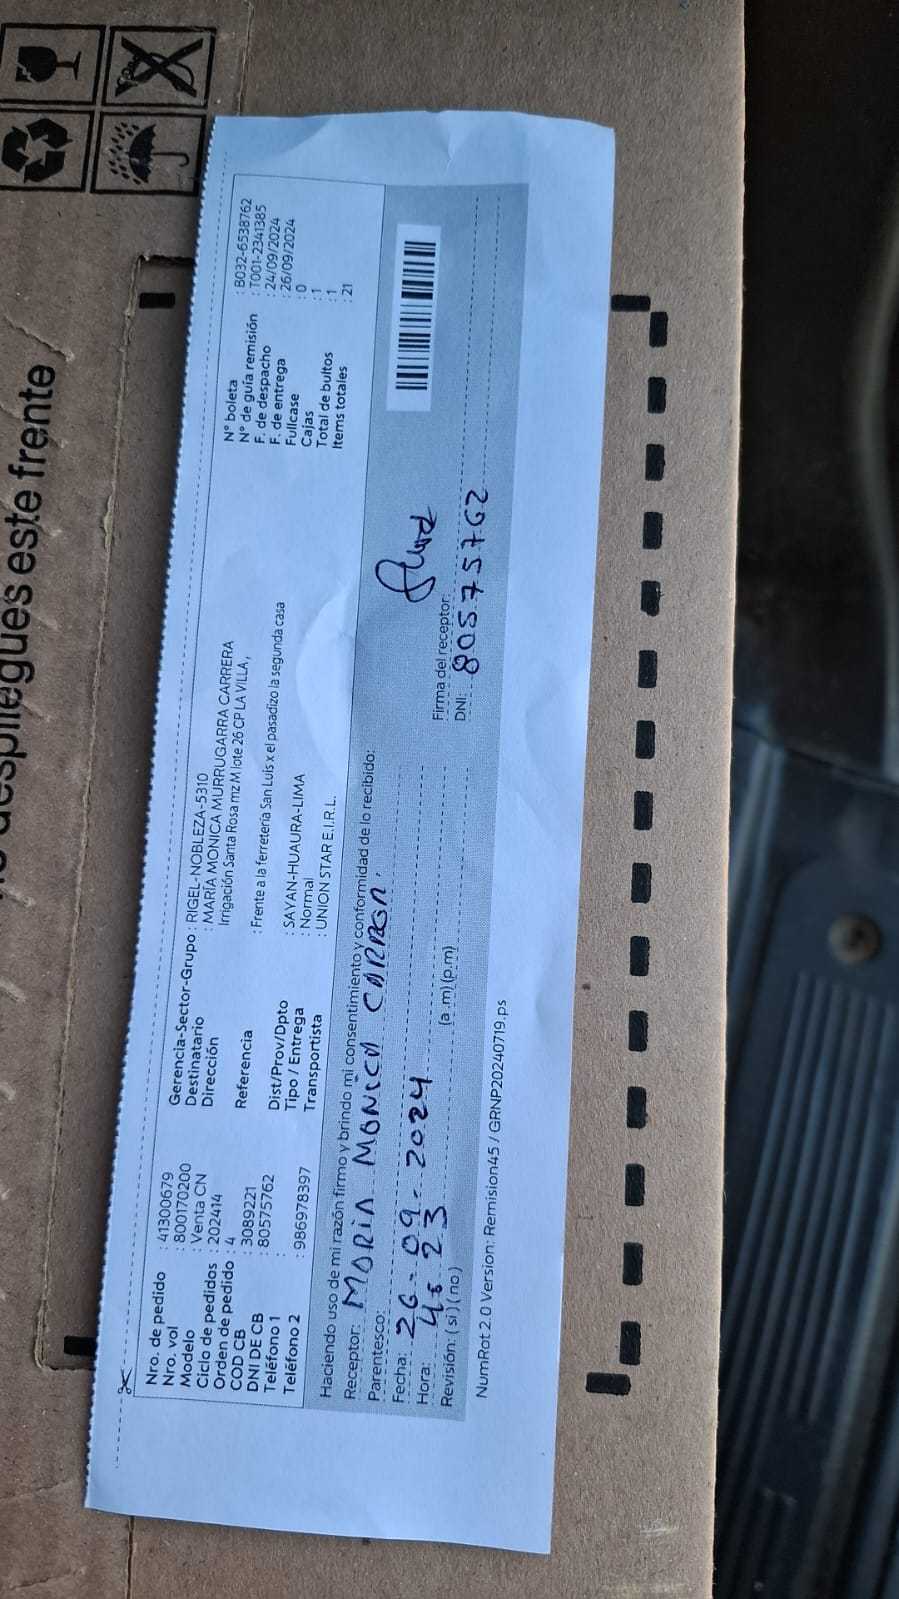 despliegues este frente
Nro. de pedido : 41300679
Nro. vol : 800170200
Modelo : Venta CN
Ciclo de pedidos : 202414
Orden de pedido : 4
COD CB : 3089221
DNI DE CB : 80575762
Teléfono 1 :
Teléfono 2 : 986978397
Gerencia-Sector-Grupo : RIGEL-NOBLEZA-5310
Destinatario : MARÍA MONICA MURRUGARRA CARRERA
Dirección Irrigación Santa Rosa mz M lote 26 CP LA VILLA ,
Referencia : Frente a la ferretería San Luis x el pasadizo la segunda casa
Dist/Prov/Dpto : SAYAN-HUAURA-LIMA
Tipo / Entrega : Normal
Transportista : UNION STAR E.I.R.L.
N° boleta : B032-6538762
N° de guía remisión : T001-2341385
F. de despacho : 24/09/2024
F. de entrega : 26/09/2024
Fullcase : 0
Cajas : 1
Total de bultos : 1
Items totales : 21
Haciendo uso de mi razón firmo y brindo mi consentimiento y conformidad de lo recibido:
Receptor: MARIA MONICA
Parentesco:
Fecha: 26-09-2024
Hora: 4:23 (a.m) (p.m)
Revisión: ( si ) ( no )
Firma del receptor:
DNI: 80575762
NumRot 2.0 Version: Remision45 / GRNP20240719.ps